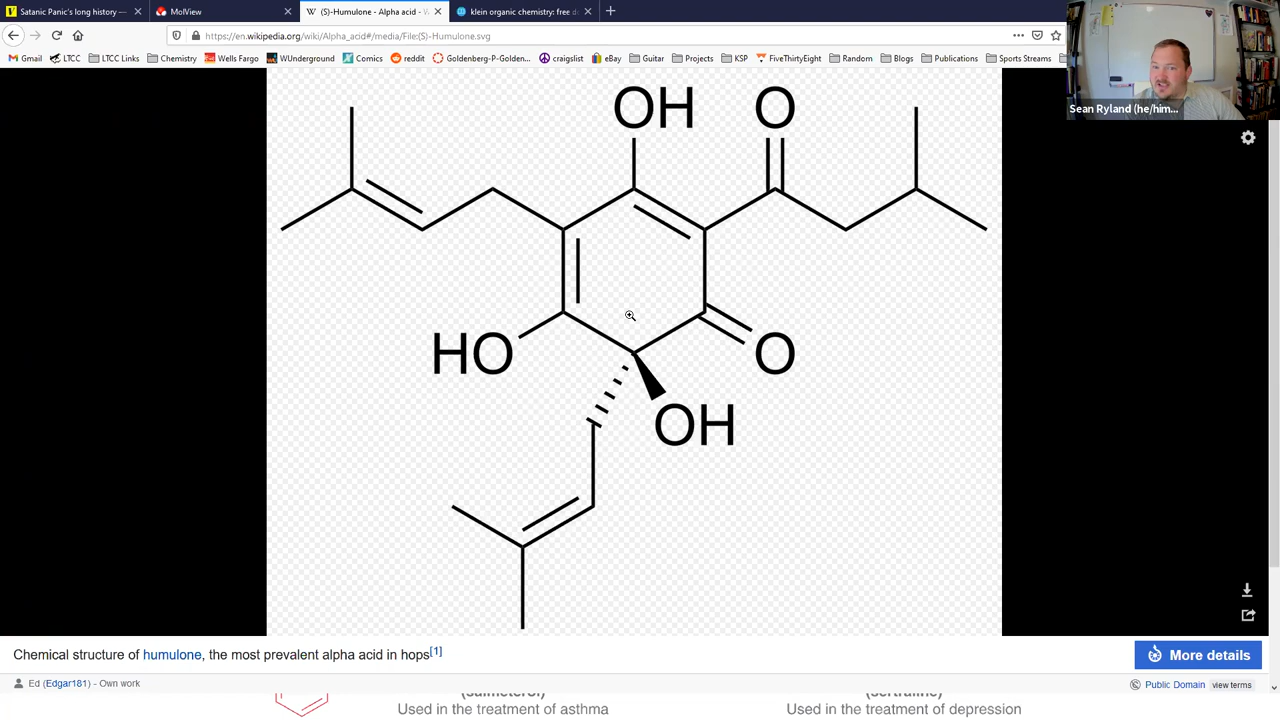 Satanic Panic's long history —
MolView
(S)-Humulone - Alpha acid -
klein organic chemistry: free d
https://en.wikipedia.org/wiki/Alpha_acid#/media/File:(S)-Humulone.svg
Gmail LTCC LTCC Links Chemistry Wells Fargo WUnderground Comics reddit Goldenberg-P-Golden... craigslist eBay Guitar Projects KSP FiveThirtyEight Random Blogs Publications Sports Streams
Sean Ryland (he/him...
OH O
HO O
OH
Chemical structure of humulone, the most prevalent alpha acid in hops[1]
More details
Ed (Edgar181) - Own work
Public Domain view terms
(salmeterol) (sertraline)
Used in the treatment of asthma Used in the treatment of depression